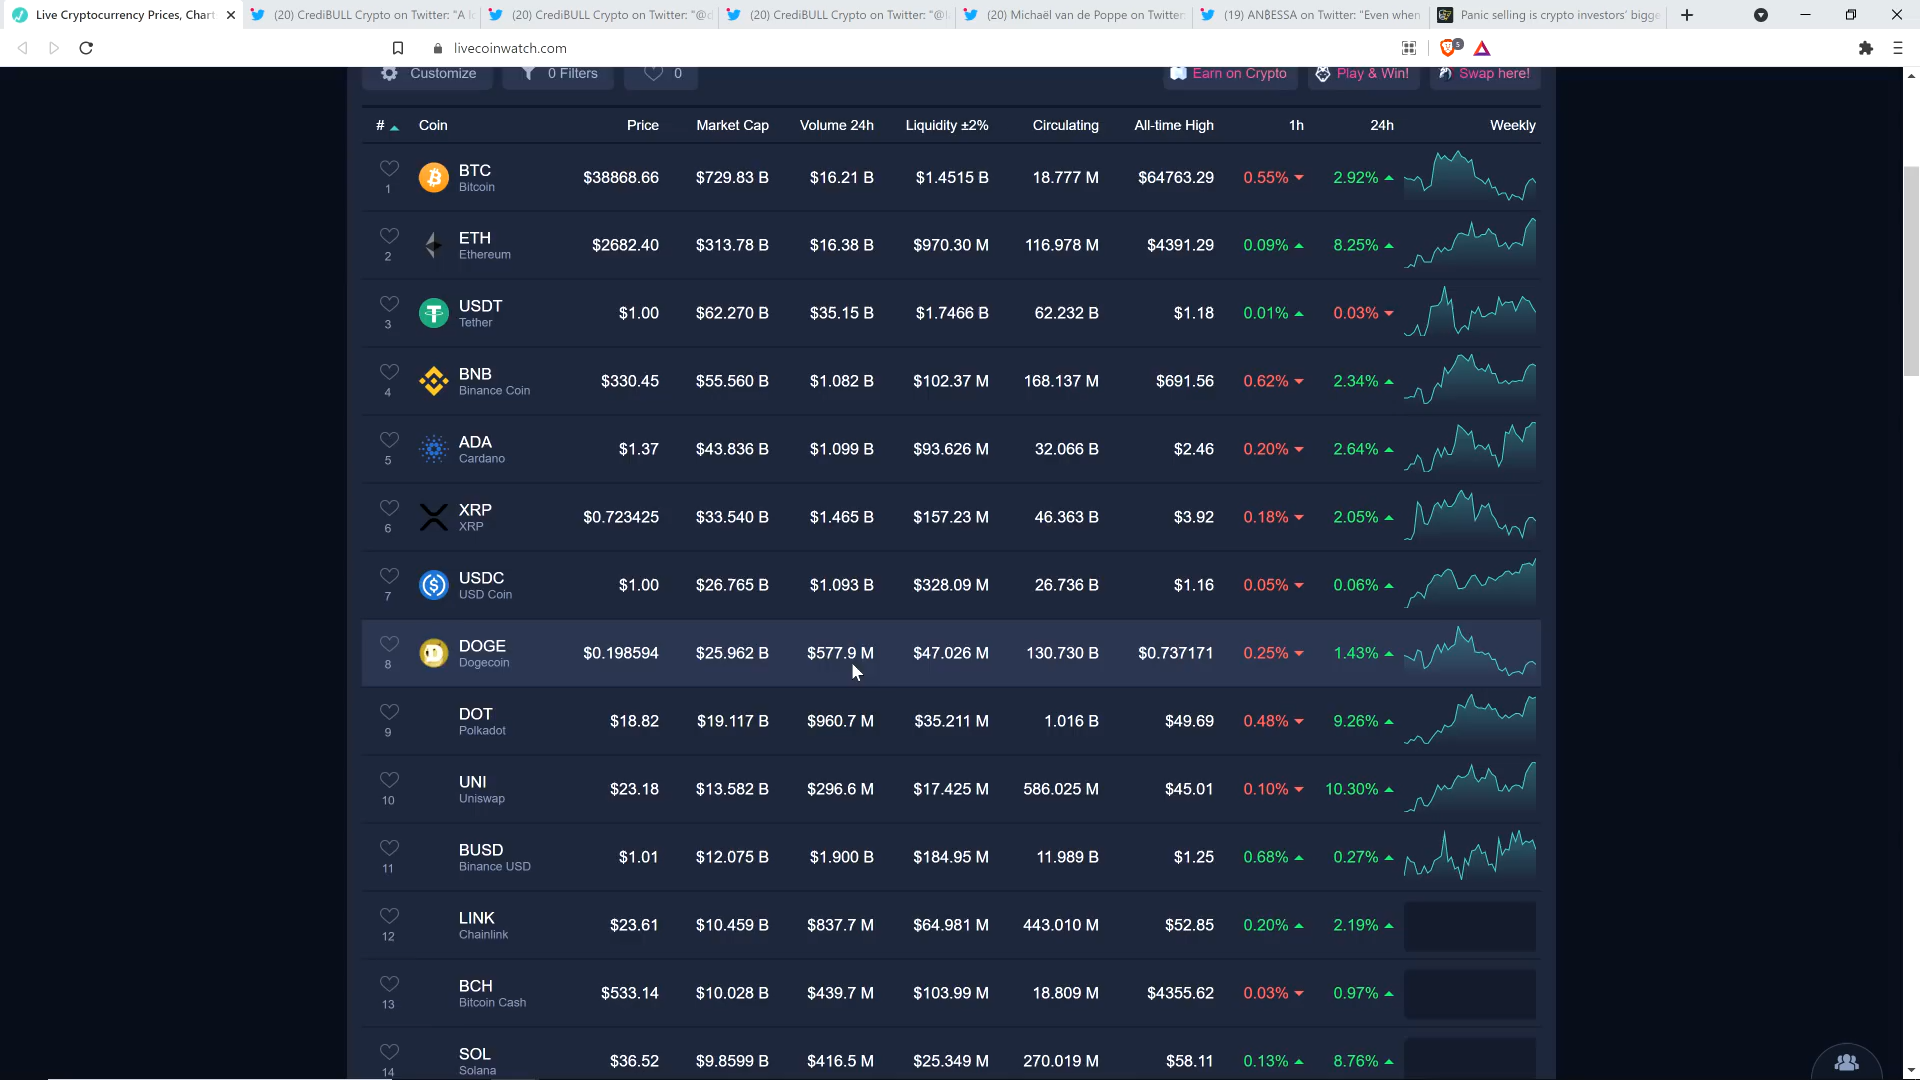 Live Cryptocurrency Prices, Chart
(20) CrediBULL Crypto on Twitter: "A lo
(20) CrediBULL Crypto on Twitter: "@d
(20) CrediBULL Crypto on Twitter: "@l
(20) Michaël van de Poppe on Twitter:
(19) ANBESSA on Twitter: "Even when
Panic selling is crypto investors' bigge
livecoinwatch.com
5
Customize
0 Filters
0
Earn on Crypto
Play & Win!
Swap here!
# Coin Price Market Cap Volume 24h Liquidity ±2% Circulating All-time High 1h 24h Weekly
1 BTC Bitcoin $38868.66 $729.83 B $16.21 B $1.4515 B 18.777 M $64763.29 0.55% 2.92%
2 ETH Ethereum $2682.40 $313.78 B $16.38 B $970.30 M 116.978 M $4391.29 0.09% 8.25%
3 USDT Tether $1.00 $62.270 B $35.15 B $1.7466 B 62.232 B $1.18 0.01% 0.03%
4 BNB Binance Coin $330.45 $55.560 B $1.082 B $102.37 M 168.137 M $691.56 0.62% 2.34%
5 ADA Cardano $1.37 $43.836 B $1.099 B $93.626 M 32.066 B $2.46 0.20% 2.64%
6 XRP XRP $0.723425 $33.540 B $1.465 B $157.23 M 46.363 B $3.92 0.18% 2.05%
7 USDC USD Coin $1.00 $26.765 B $1.093 B $328.09 M 26.736 B $1.16 0.05% 0.06%
8 DOGE Dogecoin $0.198594 $25.962 B $577.9 M $47.026 M 130.730 B $0.737171 0.25% 1.43%
9 DOT Polkadot $18.82 $19.117 B $960.7 M $35.211 M 1.016 B $49.69 0.48% 9.26%
10 UNI Uniswap $23.18 $13.582 B $296.6 M $17.425 M 586.025 M $45.01 0.10% 10.30%
11 BUSD Binance USD $1.01 $12.075 B $1.900 B $184.95 M 11.989 B $1.25 0.68% 0.27%
12 LINK Chainlink $23.61 $10.459 B $837.7 M $64.981 M 443.010 M $52.85 0.20% 2.19%
13 BCH Bitcoin Cash $533.14 $10.028 B $439.7 M $103.99 M 18.809 M $4355.62 0.03% 0.97%
14 SOL Solana $36.52 $9.8599 B $416.5 M $25.349 M 270.019 M $58.11 0.13% 8.76%